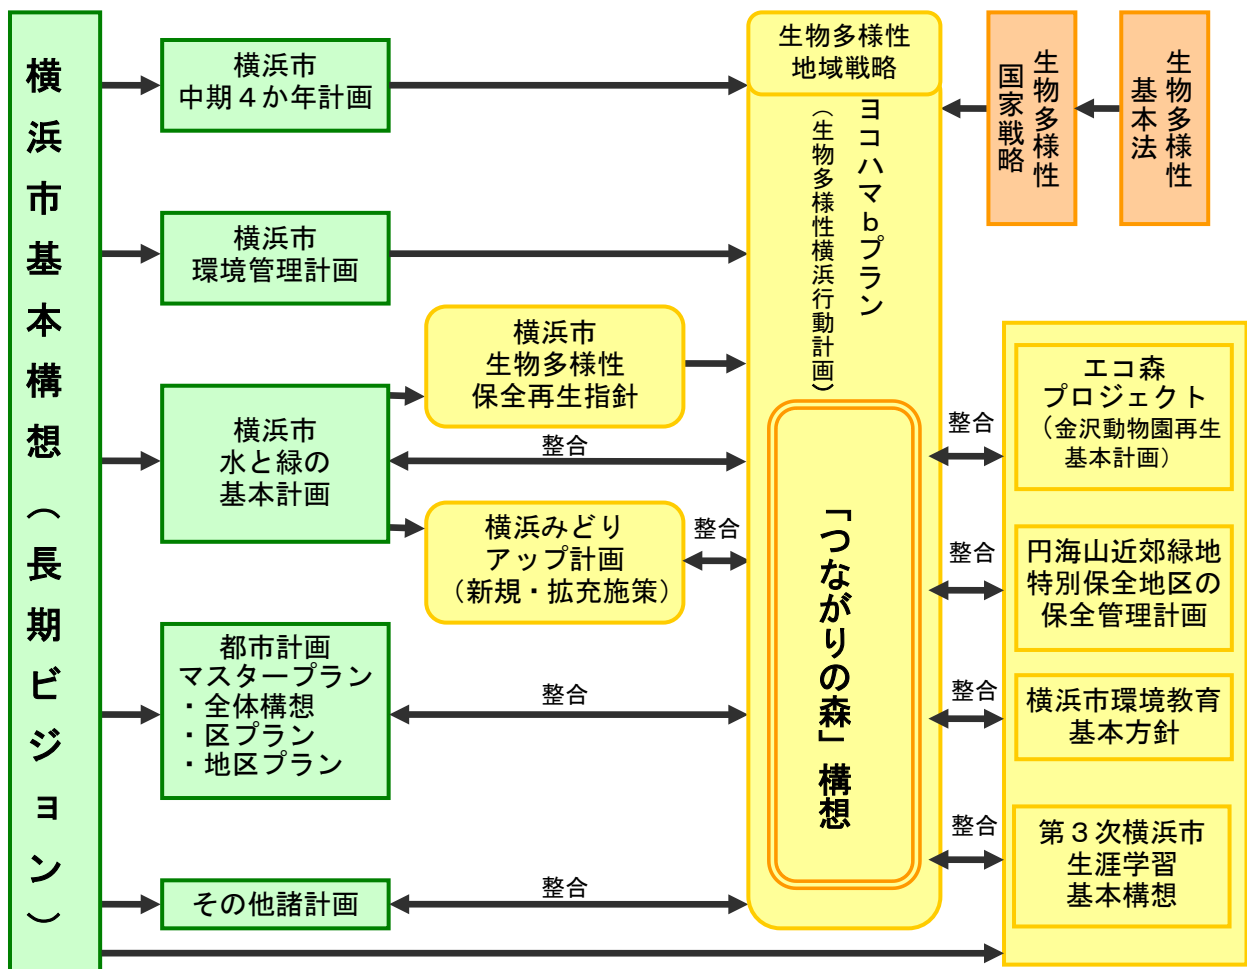 横浜市基本構想（長期ビジョン）
横浜市
中期４か年計画
横浜市
環境管理計画
横浜市
水と緑の
基本計画
都市計画
マスタープラン
・全体構想
・区プラン
・地区プラン
その他諸計画
横浜市
生物多様性
保全再生指針
整合
横浜みどり
アップ計画
（新規・拡充施策）
整合
整合
整合
生物多様性
地域戦略
ヨコハマｂプラン
（生物多様性横浜行動計画）
「つながりの森」構想
生物多様性
国家戦略
生物多様性
基本法
整合
整合
整合
整合
エコ森
プロジェクト
（金沢動物園再生
基本計画）
円海山近郊緑地
特別保全地区の
保全管理計画
横浜市環境教育
基本方針
第３次横浜市
生涯学習
基本構想